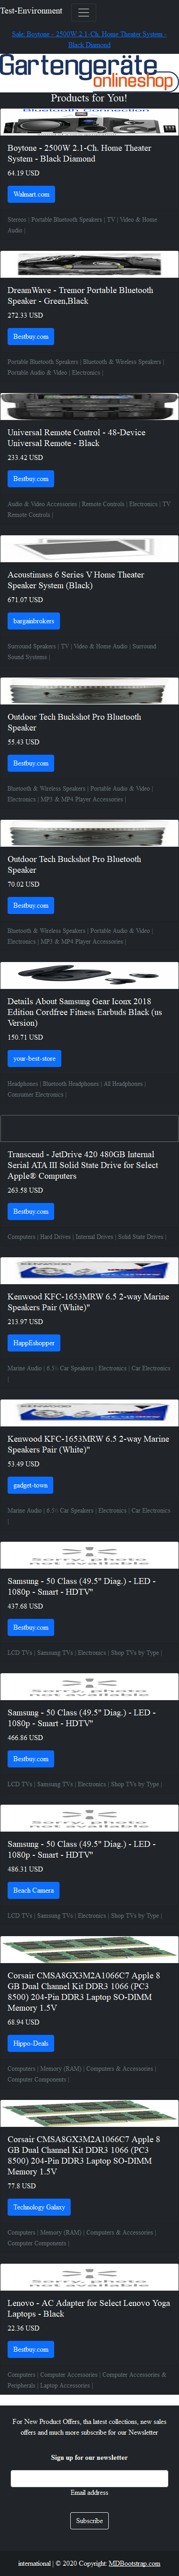 Test-Environment
Sale: Boytone - 2500W 2.1-Ch. Home Theater System -
Black Diamond
Gartengeräte
onlineshop
Products for You!
Boytone - 2500W 2.1-Ch. Home Theater
System - Black Diamond
64.19 USD
Walmart.com
Stereos | Portable Bluetooth Speakers | TV | Video & Home
Audio |
DreamWave - Tremor Portable Bluetooth
Speaker - Green,Black
272.33 USD
Bestbuy.com
Portable Bluetooth Speakers | Bluetooth & Wireless Speakers |
Portable Audio & Video | Electronics |
Universal Remote Control - 48-Device
Universal Remote - Black
233.42 USD
Bestbuy.com
Audio & Video Accessories | Remote Controls | Electronics | TV
Remote Controls |
Acoustimass 6 Series V Home Theater
Speaker System (Black)
671.07 USD
bargainbrokers
Surround Speakers | TV | Video & Home Audio | Surround
Sound Systems |
Outdoor Tech Buckshot Pro Bluetooth
Speaker
55.43 USD
Bestbuy.com
Bluetooth & Wireless Speakers | Portable Audio & Video |
Electronics | MP3 & MP4 Player Accessories |
Outdoor Tech Buckshot Pro Bluetooth
Speaker
70.02 USD
Bestbuy.com
Bluetooth & Wireless Speakers | Portable Audio & Video |
Electronics | MP3 & MP4 Player Accessories |
Details About Samsung Gear Iconx 2018
Edition Cordfree Fitness Earbuds Black (us
Version)
150.71 USD
your-best-store
Headphones | Bluetooth Headphones | All Headphones |
Consumer Electronics |
Transcend - JetDrive 420 480GB Internal
Serial ATA III Solid State Drive for Select
Apple® Computers
263.58 USD
Bestbuy.com
Computers | Hard Drives | Internal Drives | Solid State Drives |
Kenwood KFC-1653MRW 6.5 2-way Marine
Speakers Pair (White)"
213.97 USD
HappEshopper
Marine Audio | 6.5\ Car Speakers | Electronics | Car Electronics
|
Kenwood KFC-1653MRW 6.5 2-way Marine
Speakers Pair (White)"
53.49 USD
gadget-town
Marine Audio | 6.5\ Car Speakers | Electronics | Car Electronics
|
Samsung - 50 Class (49.5" Diag.) - LED -
1080p - Smart - HDTV"
437.68 USD
Bestbuy.com
LCD TVs | Samsung TVs | Electronics | Shop TVs by Type |
Sorry, photo
not available
Samsung - 50 Class (49.5" Diag.) - LED -
1080p - Smart - HDTV"
466.86 USD
Bestbuy.com
LCD TVs | Samsung TVs | Electronics | Shop TVs by Type |
Sorry, photo
not available
Samsung - 50 Class (49.5" Diag.) - LED -
1080p - Smart - HDTV"
486.31 USD
Beach Camera
LCD TVs | Samsung TVs | Electronics | Shop TVs by Type |
Corsair CMSA8GX3M2A1066C7 Apple 8
GB Dual Channel Kit DDR3 1066 (PC3
8500) 204-Pin DDR3 Laptop SO-DIMM
Memory 1.5V
68.94 USD
Hippo-Deals
Computers | Memory (RAM) | Computers & Accessories |
Computer Components |
Corsair CMSA8GX3M2A1066C7 Apple 8
GB Dual Channel Kit DDR3 1066 (PC3
8500) 204-Pin DDR3 Laptop SO-DIMM
Memory 1.5V
77.8 USD
Technology Galaxy
Computers | Memory (RAM) | Computers & Accessories |
Computer Components |
Lenovo - AC Adapter for Select Lenovo Yoga
Laptops - Black
22.36 USD
Bestbuy.com
Computers | Computer Accessories | Computer Accessories &
Peripherals | Laptop Accessories |
For New Product Offers, tha latest collections, new sales
offers and much more subscribe for our Newsletter
Sign up for our newsletter
Email address
Subscribe
international | © 2020 Copyright: MDBootstrap.com